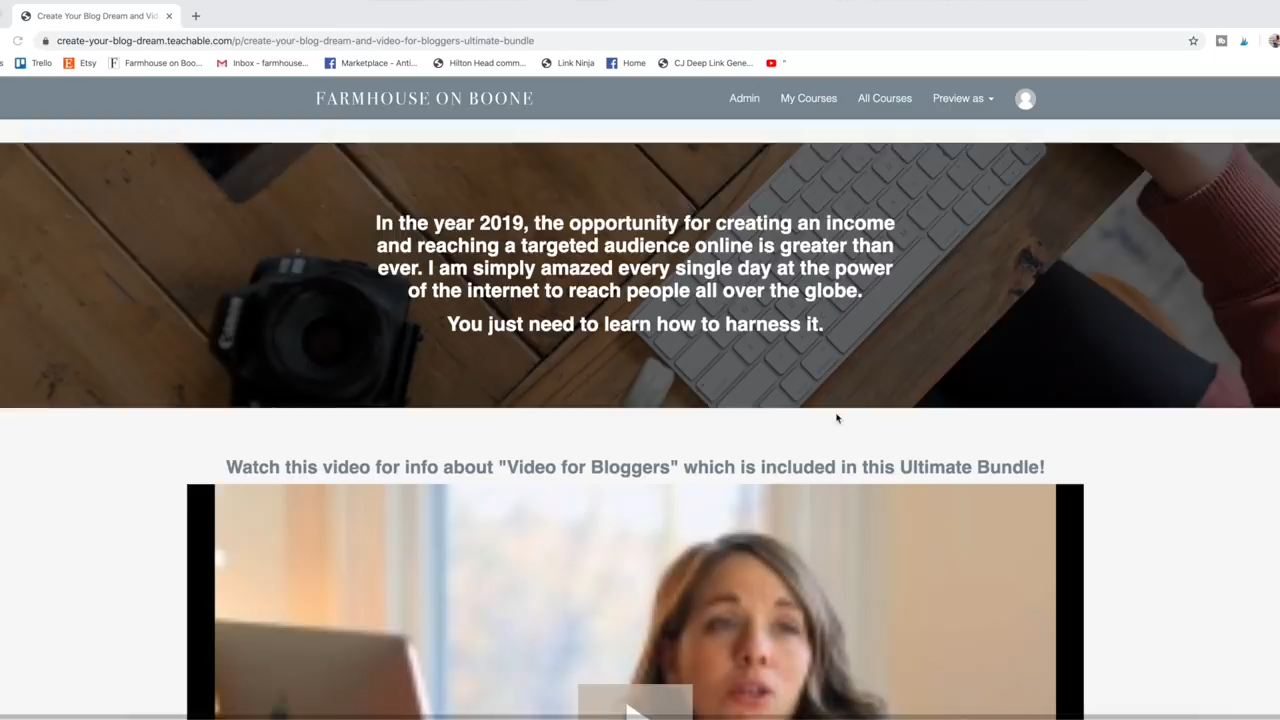 Create Your Blog Dream and Vid
create-your-blog-dream.teachable.com/p/create-your-blog-dream-and-video-for-bloggers-ultimate-bundle
s Trello Etsy Farmhouse on Boo... Inbox - farmhouse... Marketplace - Anti... Hilton Head comm... Link Ninja Home CJ Deep Link Gene... "
FARMHOUSE ON BOONE Admin My Courses All Courses Preview as
In the year 2019, the opportunity for creating an income
and reaching a targeted audience online is greater than
ever. I am simply amazed every single day at the power
of the internet to reach people all over the globe.
You just need to learn how to harness it.
Watch this video for info about "Video for Bloggers" which is included in this Ultimate Bundle!